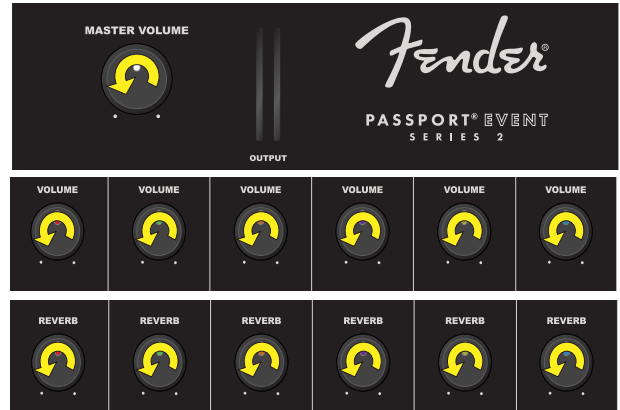 MASTER VOLUME
Fender®
PASSPORT® EVENT
SERIES 2
OUTPUT
VOLUME VOLUME VOLUME VOLUME VOLUME VOLUME
REVERB REVERB REVERB REVERB REVERB REVERB